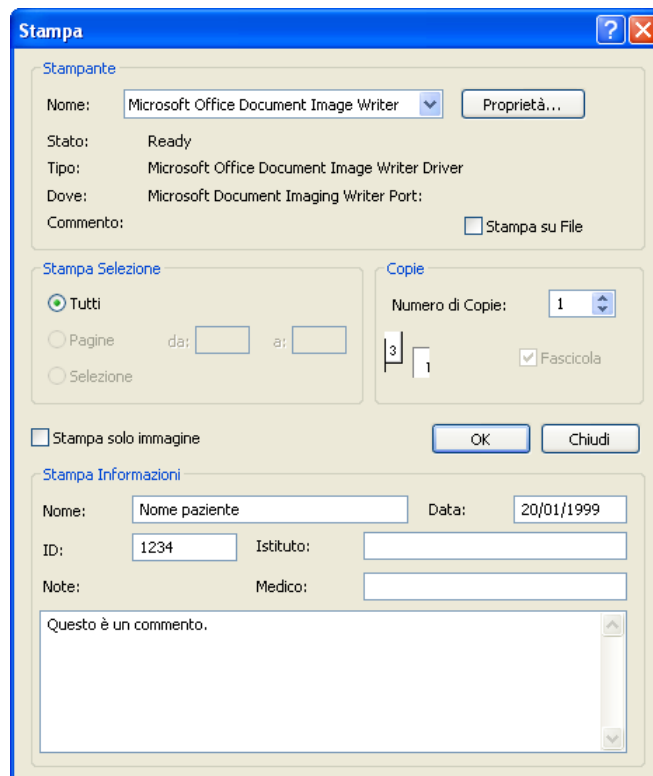 Stampa
Stampante
Nome: Microsoft Office Document Image Writer Proprietà...
Stato: Ready
Tipo: Microsoft Office Document Image Writer Driver
Dove: Microsoft Document Imaging Writer Port:
Commento: Stampa su File
Stampa Selezione
Tutti
Pagine da: a:
Selezione
Copie
Numero di Copie: 1
3 1 Fascicola
Stampa solo immagine OK Chiudi
Stampa Informazioni
Nome: Nome paziente Data: 20/01/1999
ID: 1234 Istituto:
Note: Medico:
Questo è un commento.